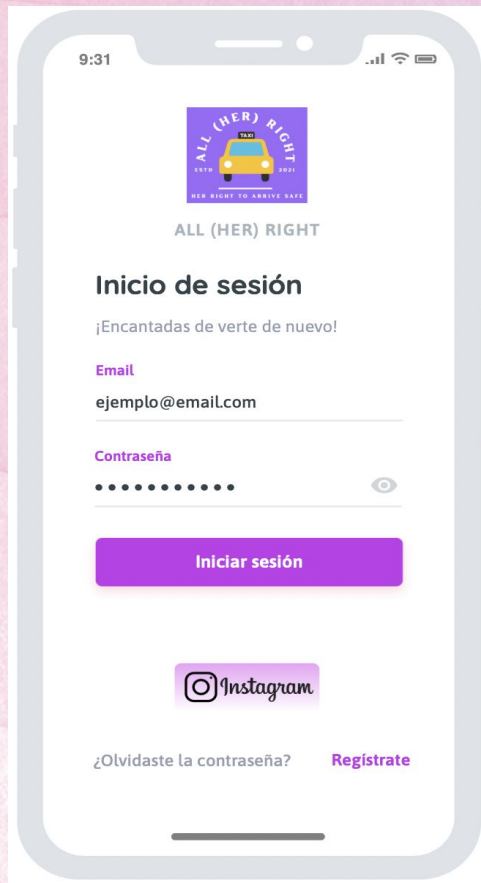 9:31
ALL (HER) RIGHT
TAXI
ESTD 2021
HER RIGHT TO ARRIVE SAFE
ALL (HER) RIGHT
Inicio de sesión
¡Encantadas de verte de nuevo!
Email
ejemplo@email.com
Contraseña
Iniciar sesión
Instagram
¿Olvidaste la contraseña? Regístrate